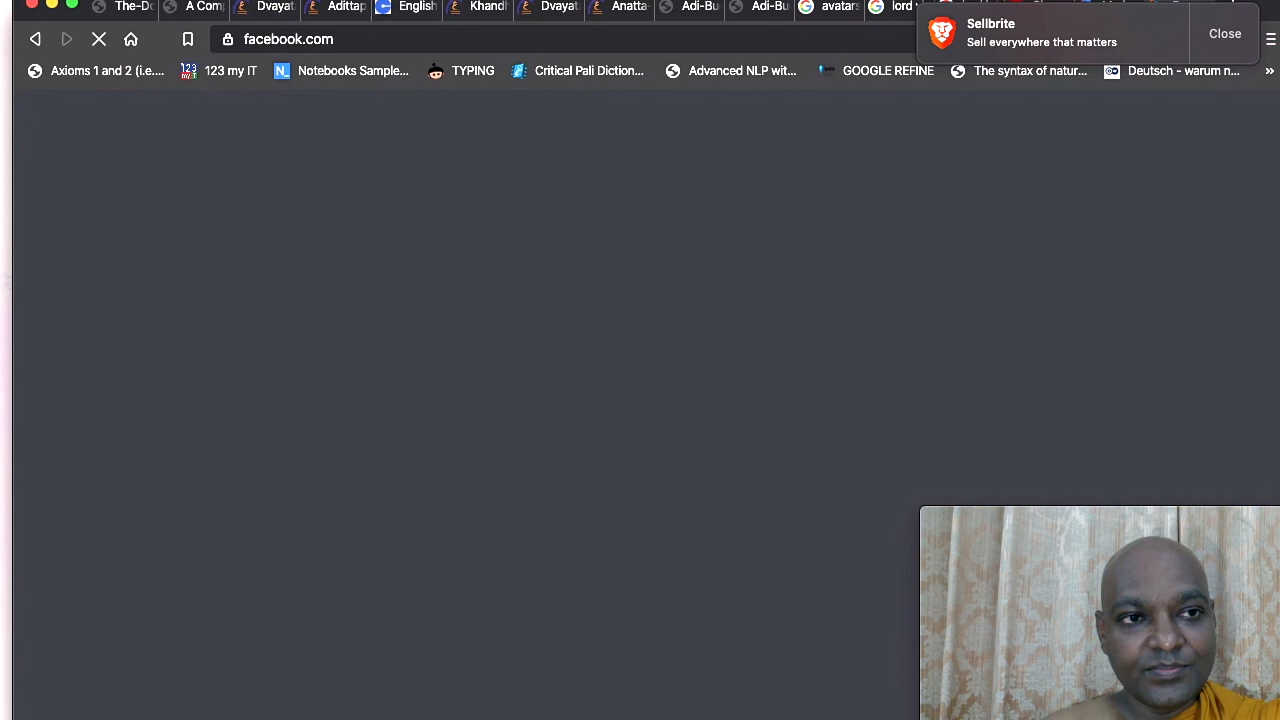 The-Do
A Comp
Dvayat
Adittap
English
Khandh
Dvayat
Anatta-
Adi-Bu
Adi-Bu
avatars
lord v
Sellbrite
Sell everywhere that matters
Close
facebook.com
Axioms 1 and 2 (i.e....
123 my IT
Notebooks Sample...
TYPING
Critical Pali Diction...
Advanced NLP wit...
GOOGLE REFINE
The syntax of natur...
Deutsch - warum n...
»